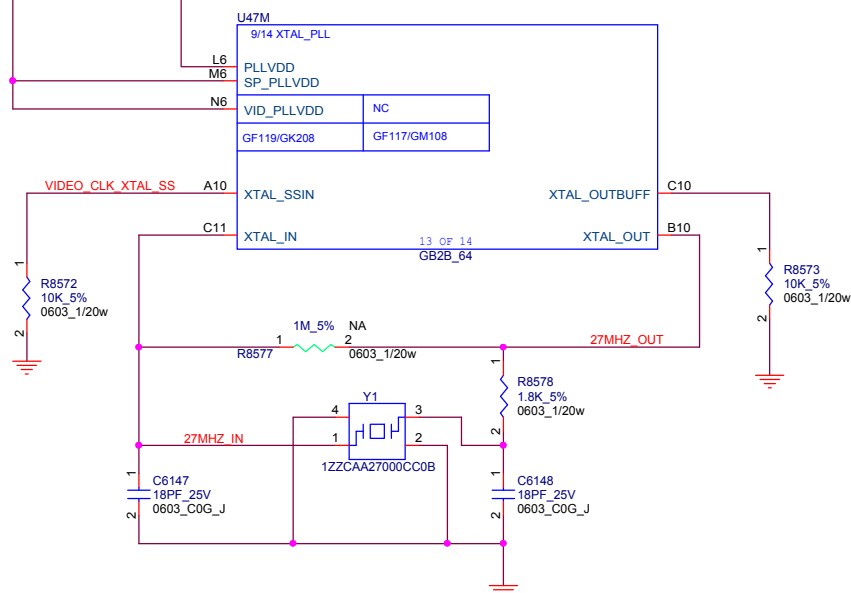 U47M
9/14 XTAL_PLL
L6 PLLVDD
M6 SP_PLLVDD
N6 VID_PLLVDD NC
GF119/GK208 GF117/GM108
VIDEO_CLK_XTAL_SS A10 XTAL_SSIN XTAL_OUTBUFF C10
C11 XTAL_IN XTAL_OUT B10
13 OF 14
GB2B_64
1
R8572
10K_5%
0603_1/20w
2
1
R8573
10K_5%
0603_1/20w
2
1M_5% NA
1 2
R8577 0603_1/20w
27MHZ_OUT
1
R8578
1.8K_5%
0603_1/20w
2
Y1
4 3
27MHZ_IN 1 2
1ZZCAA27000CC0B
1
C6147
18PF_25V
0603_C0G_J
2
1
C6148
18PF_25V
0603_C0G_J
2